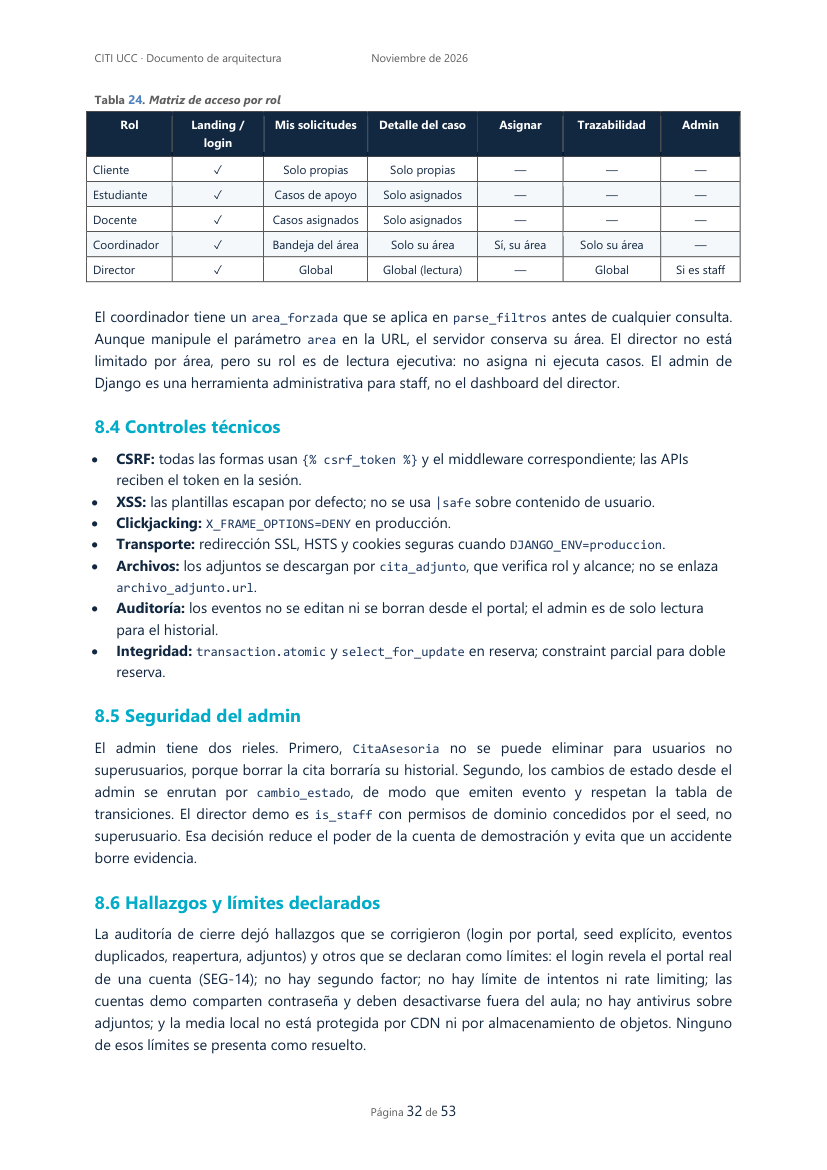 CITI UCC · Documento de arquitectura Noviembre de 2026
Tabla 24. Matriz de acceso por rol
Rol Landing / login Mis solicitudes Detalle del caso Asignar Trazabilidad Admin
Cliente ✓ Solo propias Solo propias — — —
Estudiante ✓ Casos de apoyo Solo asignados — — —
Docente ✓ Casos asignados Solo asignados — — —
Coordinador ✓ Bandeja del área Solo su área Sí, su área Solo su área —
Director ✓ Global Global (lectura) — Global Si es staff
El coordinador tiene un area_forzada que se aplica en parse_filtros antes de cualquier consulta.
Aunque manipule el parámetro area en la URL, el servidor conserva su área. El director no está
limitado por área, pero su rol es de lectura ejecutiva: no asigna ni ejecuta casos. El admin de
Django es una herramienta administrativa para staff, no el dashboard del director.
8.4 Controles técnicos
• CSRF: todas las formas usan {% csrf_token %} y el middleware correspondiente; las APIs
reciben el token en la sesión.
• XSS: las plantillas escapan por defecto; no se usa |safe sobre contenido de usuario.
• Clickjacking: X_FRAME_OPTIONS=DENY en producción.
• Transporte: redirección SSL, HSTS y cookies seguras cuando DJANGO_ENV=produccion.
• Archivos: los adjuntos se descargan por cita_adjunto, que verifica rol y alcance; no se enlaza
archivo_adjunto.url.
• Auditoría: los eventos no se editan ni se borran desde el portal; el admin es de solo lectura
para el historial.
• Integridad: transaction.atomic y select_for_update en reserva; constraint parcial para doble
reserva.
8.5 Seguridad del admin
El admin tiene dos rieles. Primero, CitaAsesoria no se puede eliminar para usuarios no
superusuarios, porque borrar la cita borraría su historial. Segundo, los cambios de estado desde el
admin se enrutan por cambio_estado, de modo que emiten evento y respetan la tabla de
transiciones. El director demo es is_staff con permisos de dominio concedidos por el seed, no
superusuario. Esa decisión reduce el poder de la cuenta de demostración y evita que un accidente
borre evidencia.
8.6 Hallazgos y límites declarados
La auditoría de cierre dejó hallazgos que se corrigieron (login por portal, seed explícito, eventos
duplicados, reapertura, adjuntos) y otros que se declaran como límites: el login revela el portal real
de una cuenta (SEG-14); no hay segundo factor; no hay límite de intentos ni rate limiting; las
cuentas demo comparten contraseña y deben desactivarse fuera del aula; no hay antivirus sobre
adjuntos; y la media local no está protegida por CDN ni por almacenamiento de objetos. Ninguno
de esos límites se presenta como resuelto.
Página 32 de 53